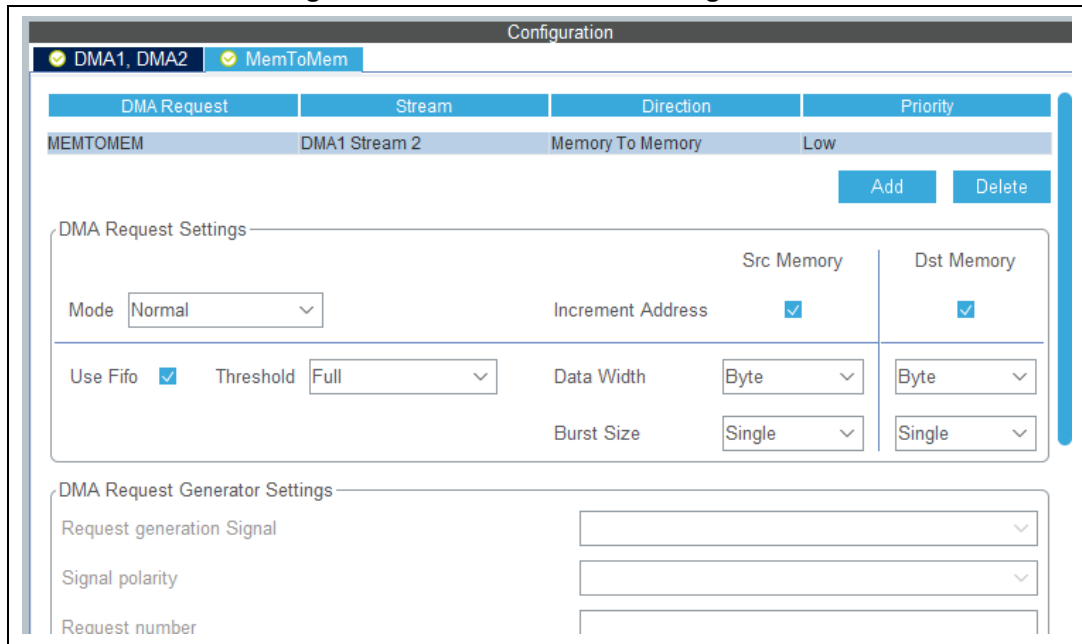 Configuration
DMA1, DMA2 MemToMem
DMA Request Stream Direction Priority
MEMTOMEM DMA1 Stream 2 Memory To Memory Low
Add Delete
DMA Request Settings
Src Memory Dst Memory
Mode Normal Increment Address
Use Fifo Threshold Full Data Width Byte Byte
Burst Size Single Single
DMA Request Generator Settings
Request generation Signal
Signal polarity
Request number